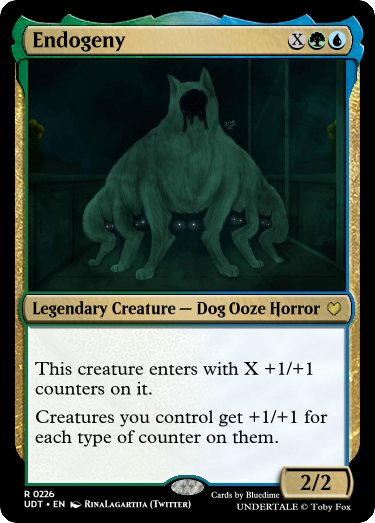 Endogeny X
Legendary Creature — Dog Ooze Horror
This creature enters with X +1/+1
counters on it.
Creatures you control get +1/+1 for
each type of counter on them.
2/2
R 0226
UDT • EN RinaLagartija (Twitter)
Cards by Bluedime
UNDERTALE © Toby Fox